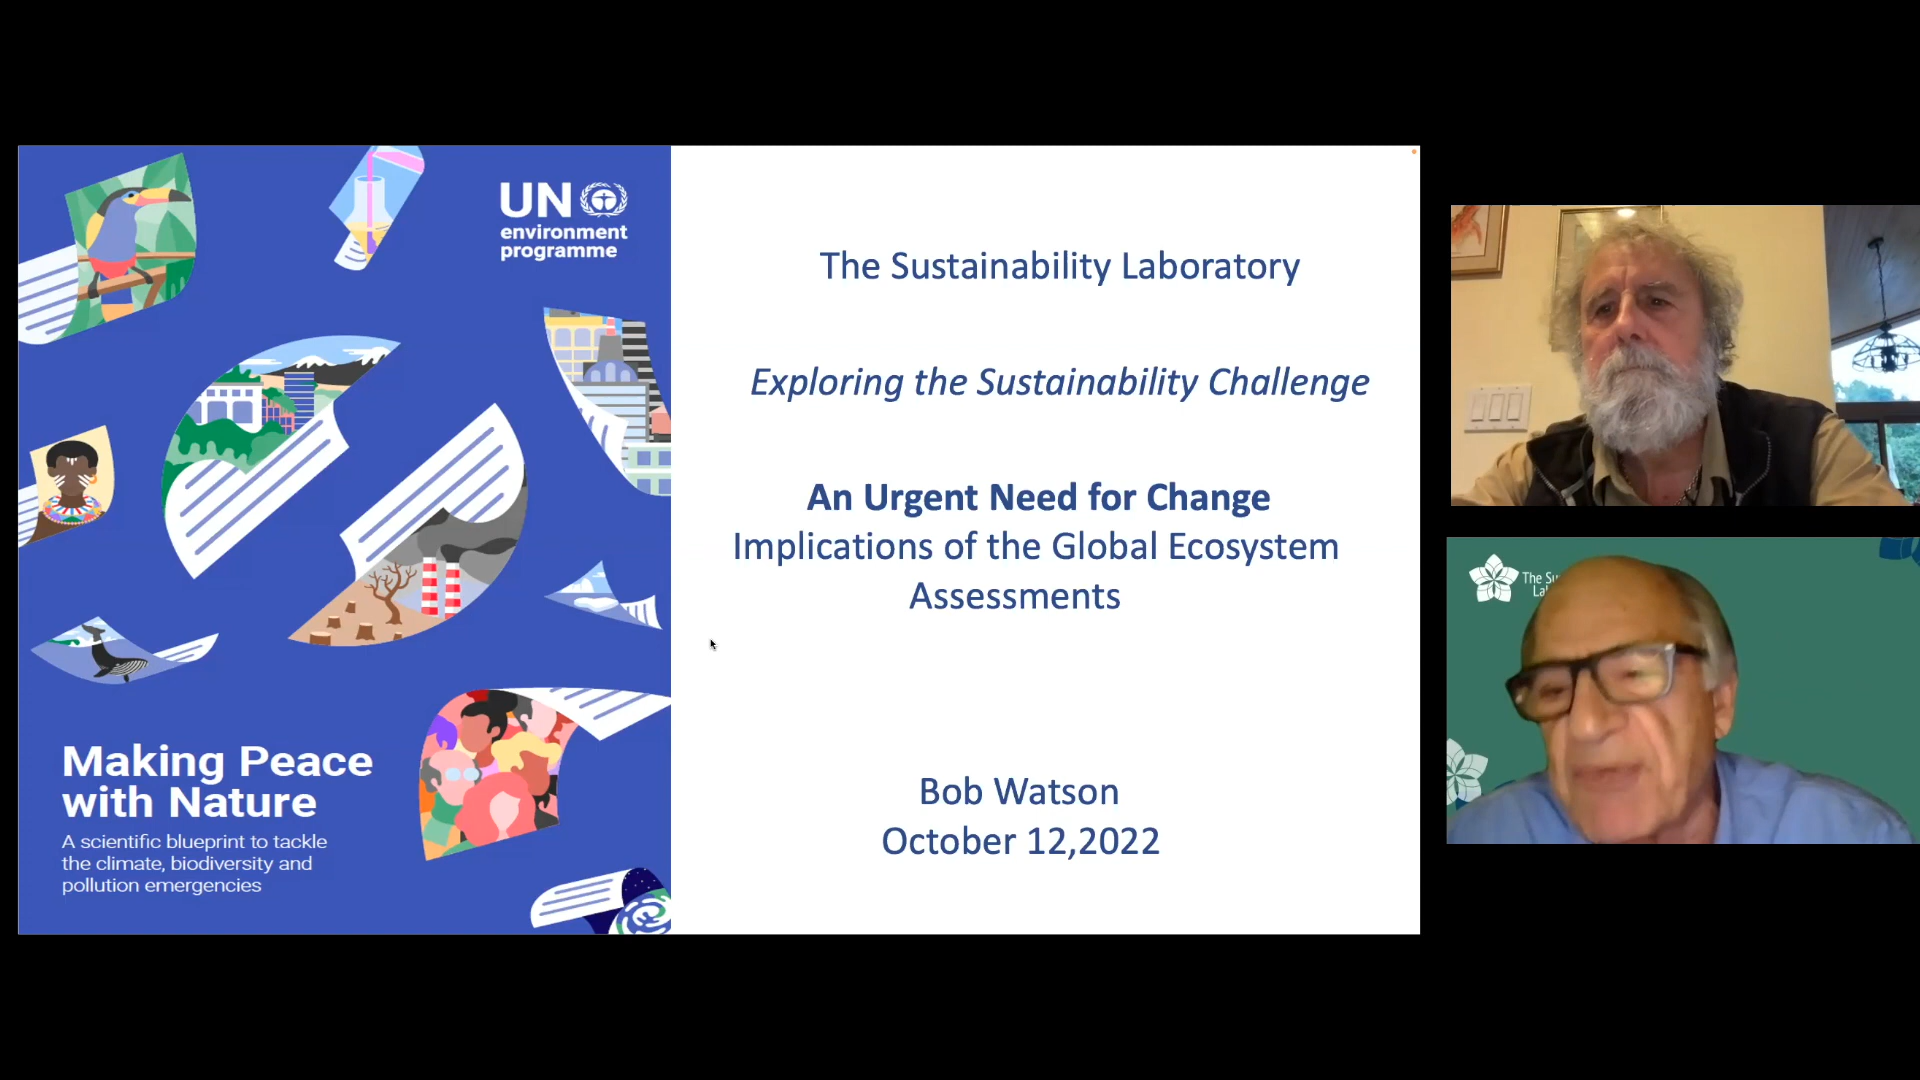 UN
environment
programme
Making Peace
with Nature
A scientific blueprint to tackle
the climate, biodiversity and
pollution emergencies
The Sustainability Laboratory
Exploring the Sustainability Challenge
An Urgent Need for Change
Implications of the Global Ecosystem
Assessments
Bob Watson
October 12,2022
The